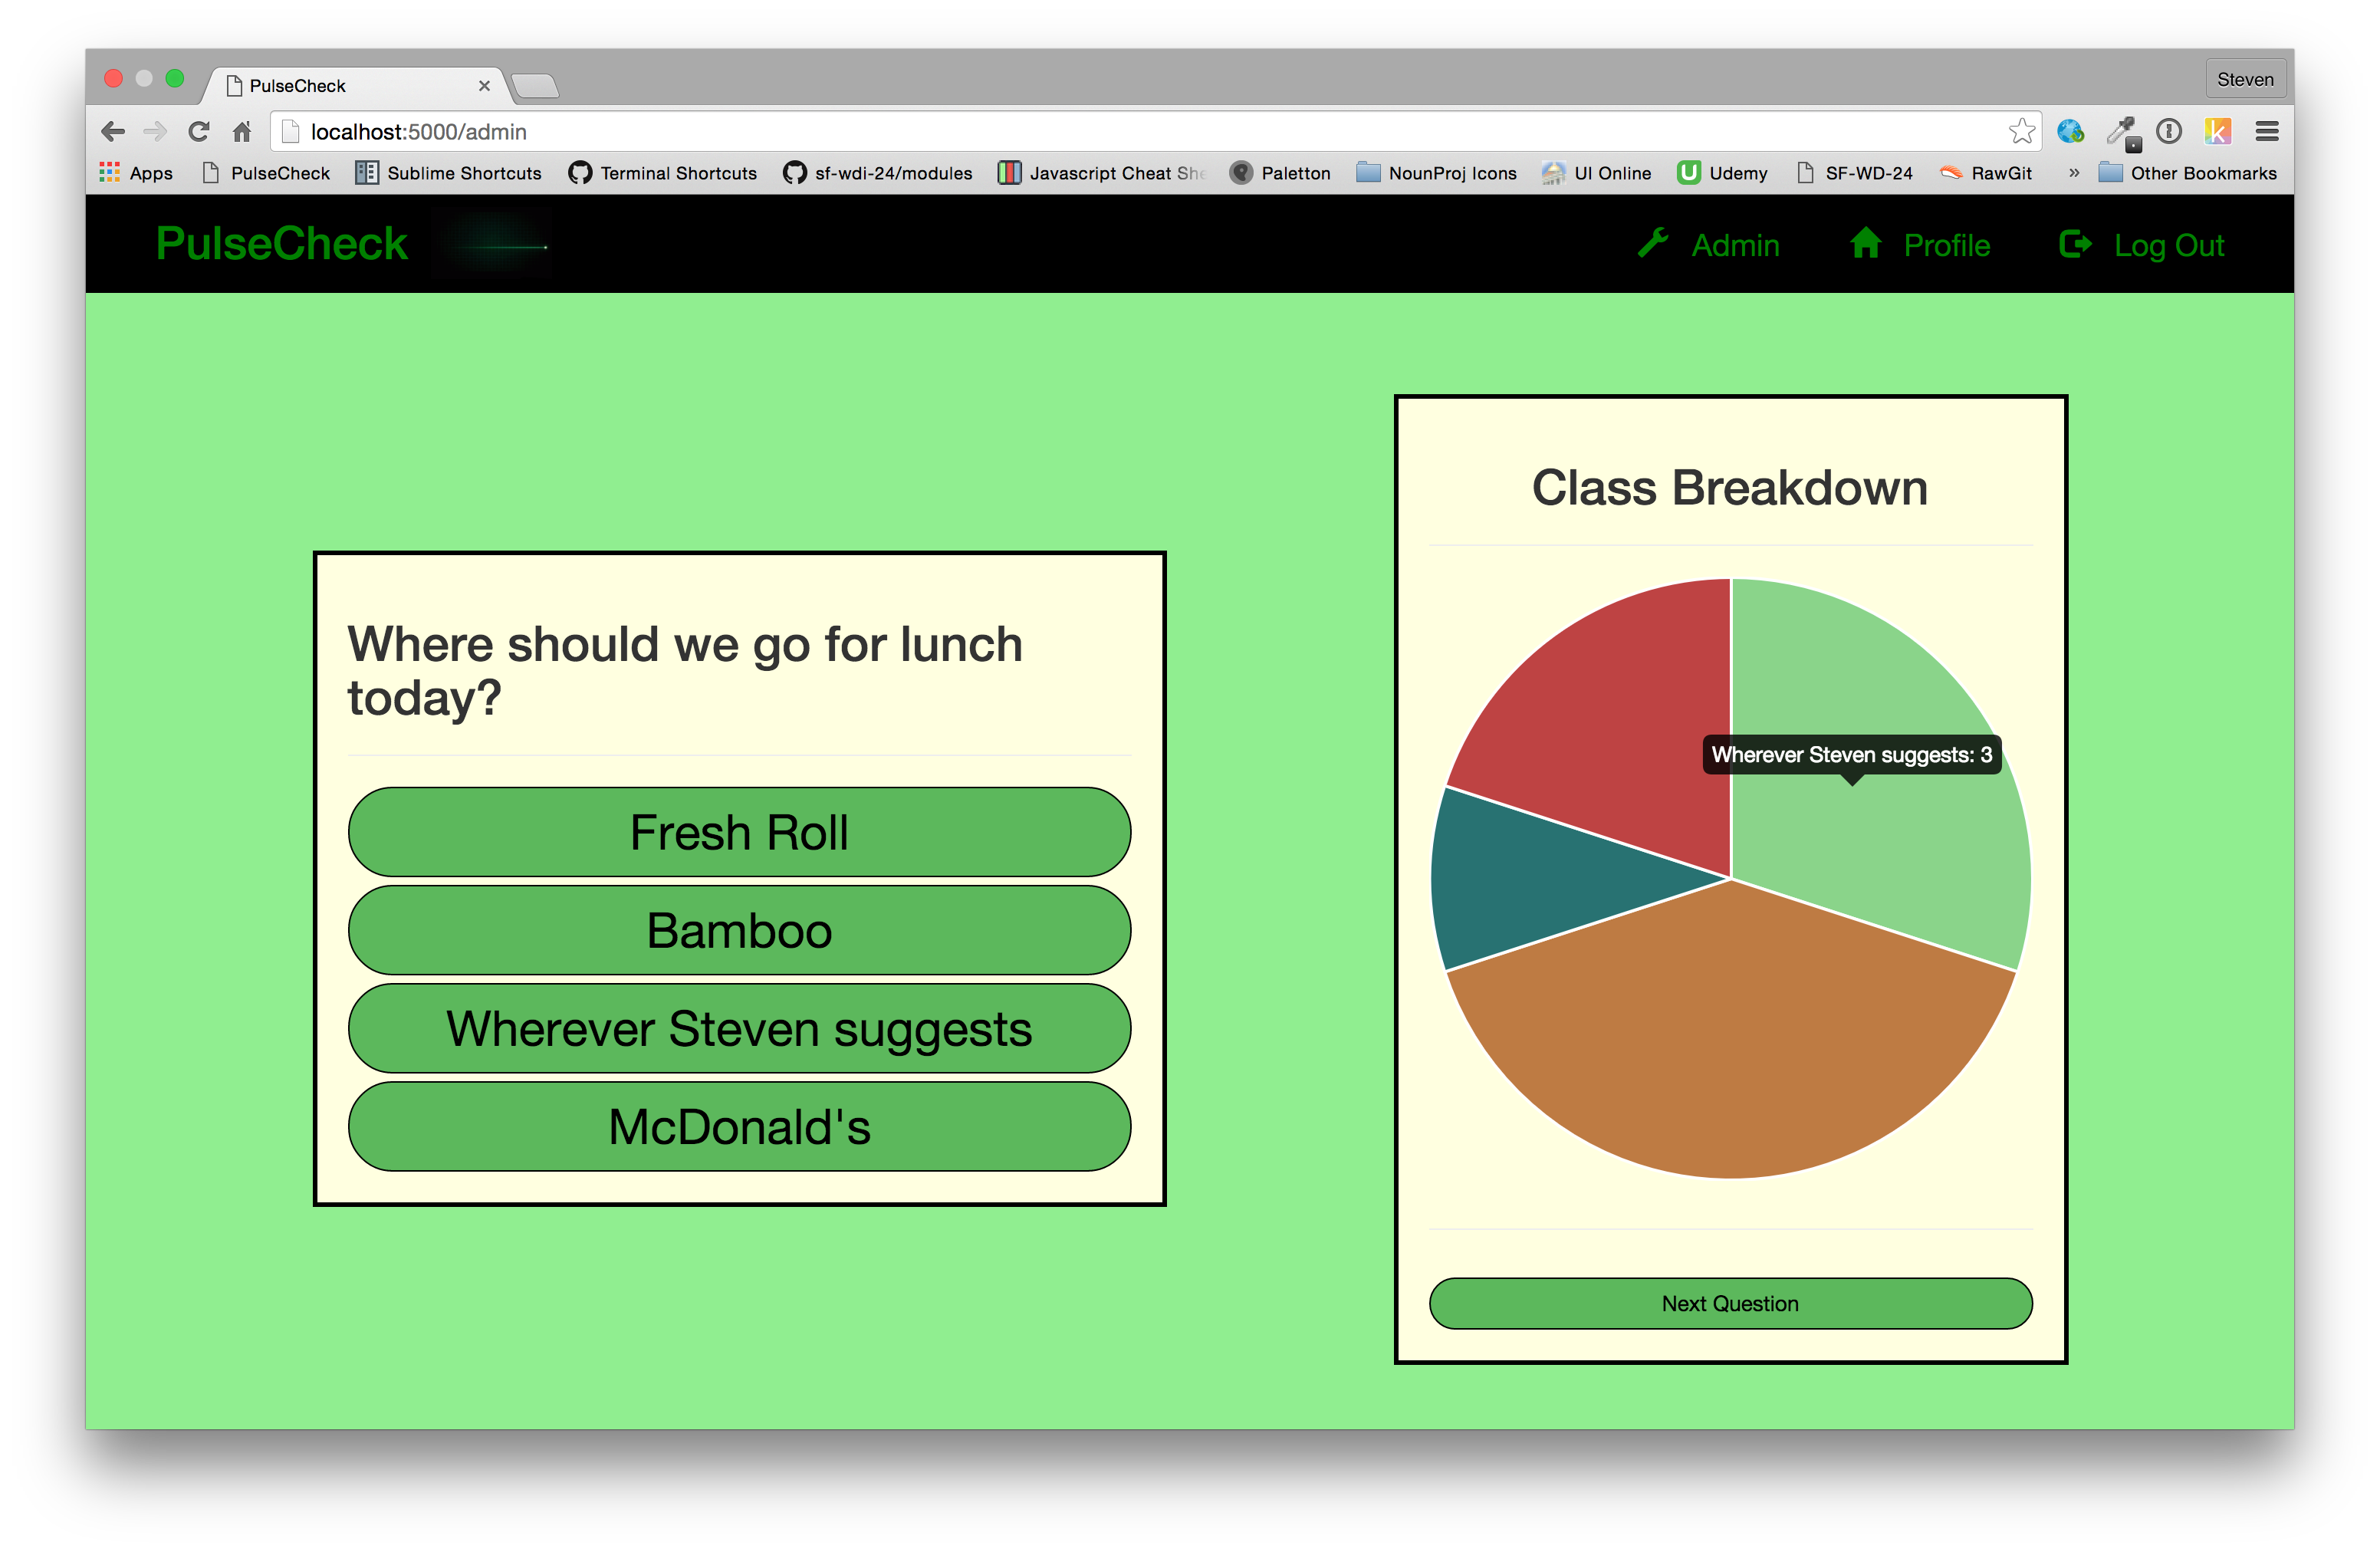 PulseCheck
Steven
localhost:5000/admin
Apps
PulseCheck
Sublime Shortcuts
Terminal Shortcuts
sf-wdi-24/modules
Javascript Cheat She
Paletton
NounProj Icons
UI Online
Udemy
SF-WD-24
RawGit
»
Other Bookmarks
PulseCheck
Admin
Profile
Log Out
Where should we go for lunch
today?
Fresh Roll
Bamboo
Wherever Steven suggests
McDonald's
Class Breakdown
Wherever Steven suggests: 3
Next Question